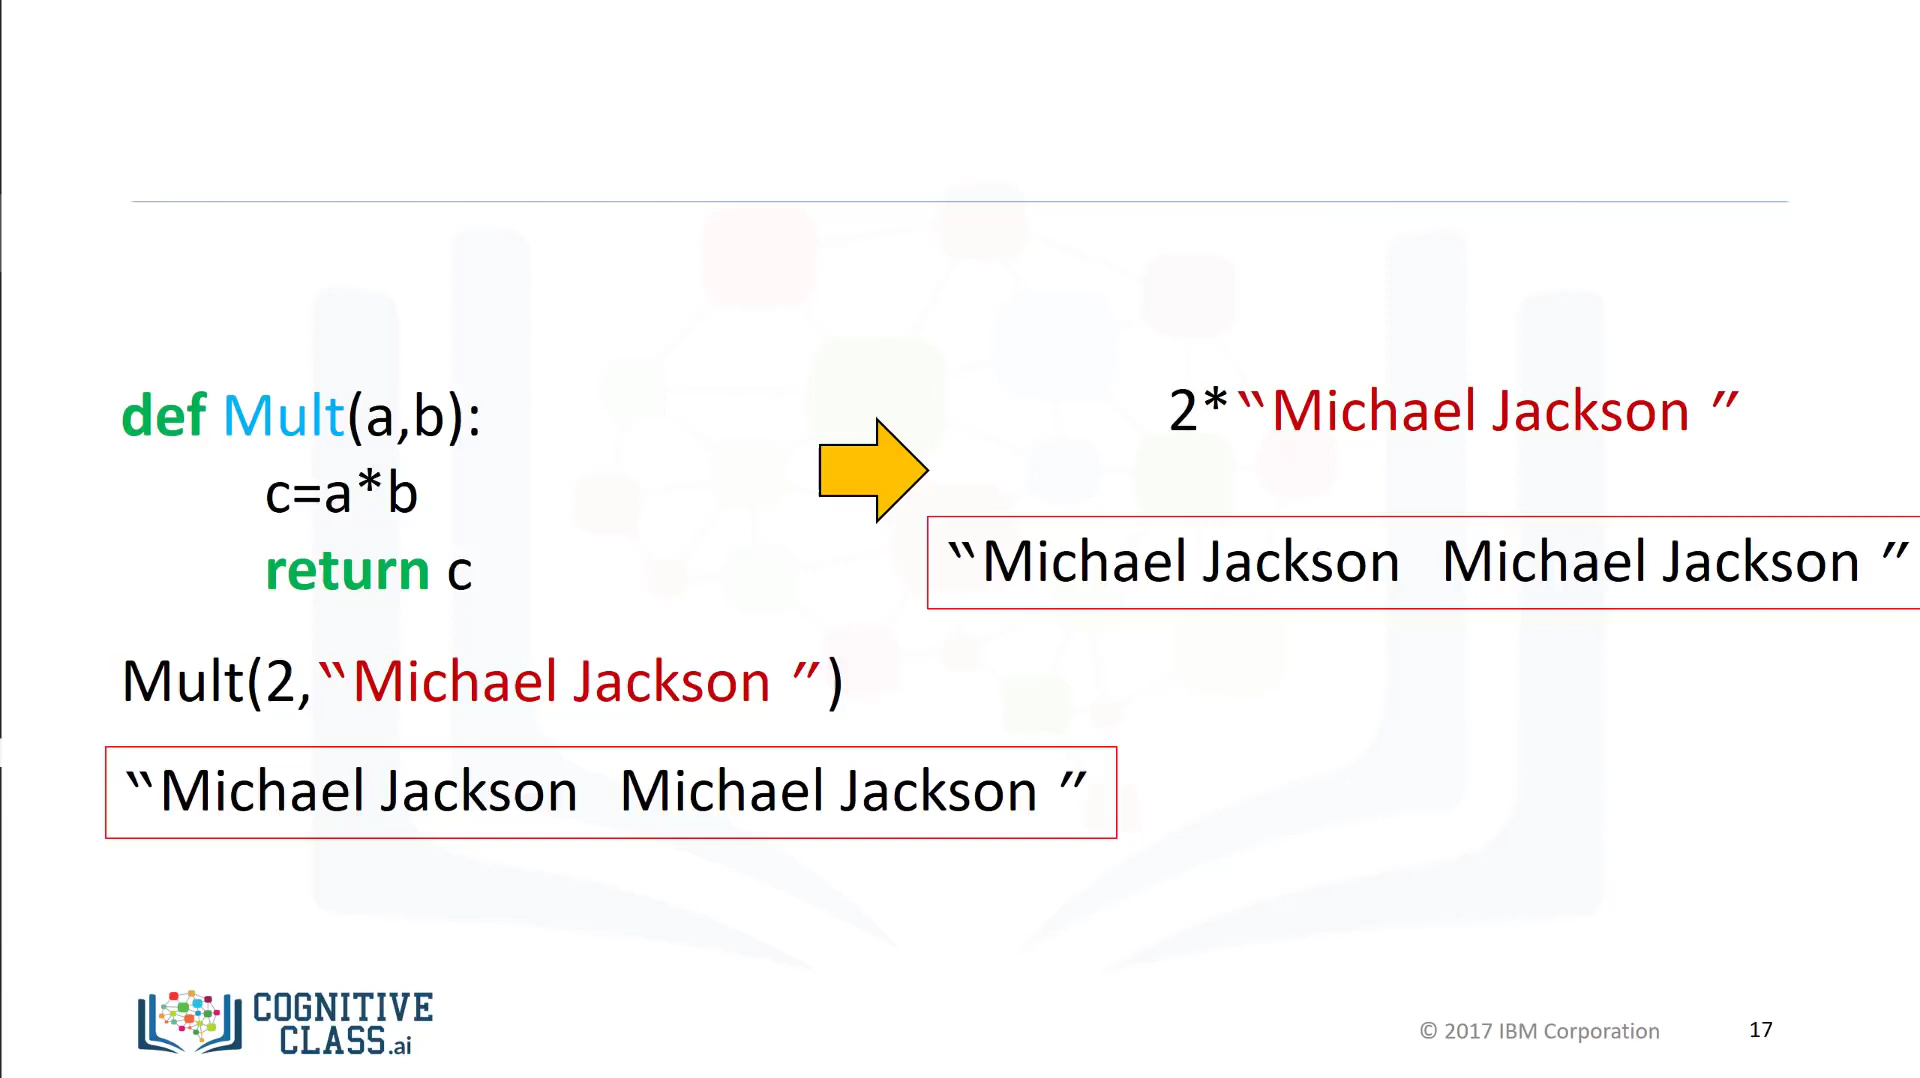 def Mult(a,b):
c=a*b
return c
Mult(2,“Michael Jackson ”)
“Michael Jackson Michael Jackson ”
2*“Michael Jackson ”
“Michael Jackson Michael Jackson ”
COGNITIVE
CLASS.ai
© 2017 IBM Corporation 17